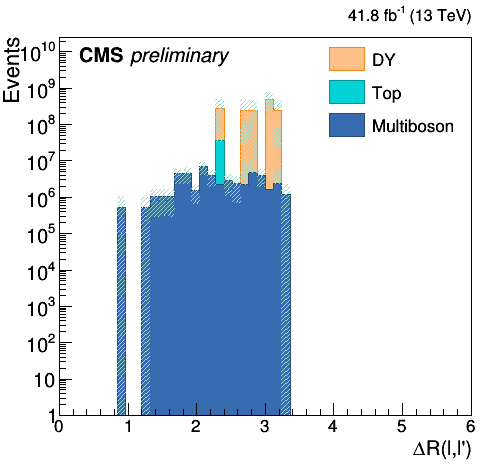 41.8 fb⁻¹ (13 TeV)
Events
CMS preliminary
DY
Top
Multiboson
10¹⁰
10⁹
10⁸
10⁷
10⁶
10⁵
10⁴
10³
10²
10
1
0 1 2 3 4 5 6
ΔR(l,l')